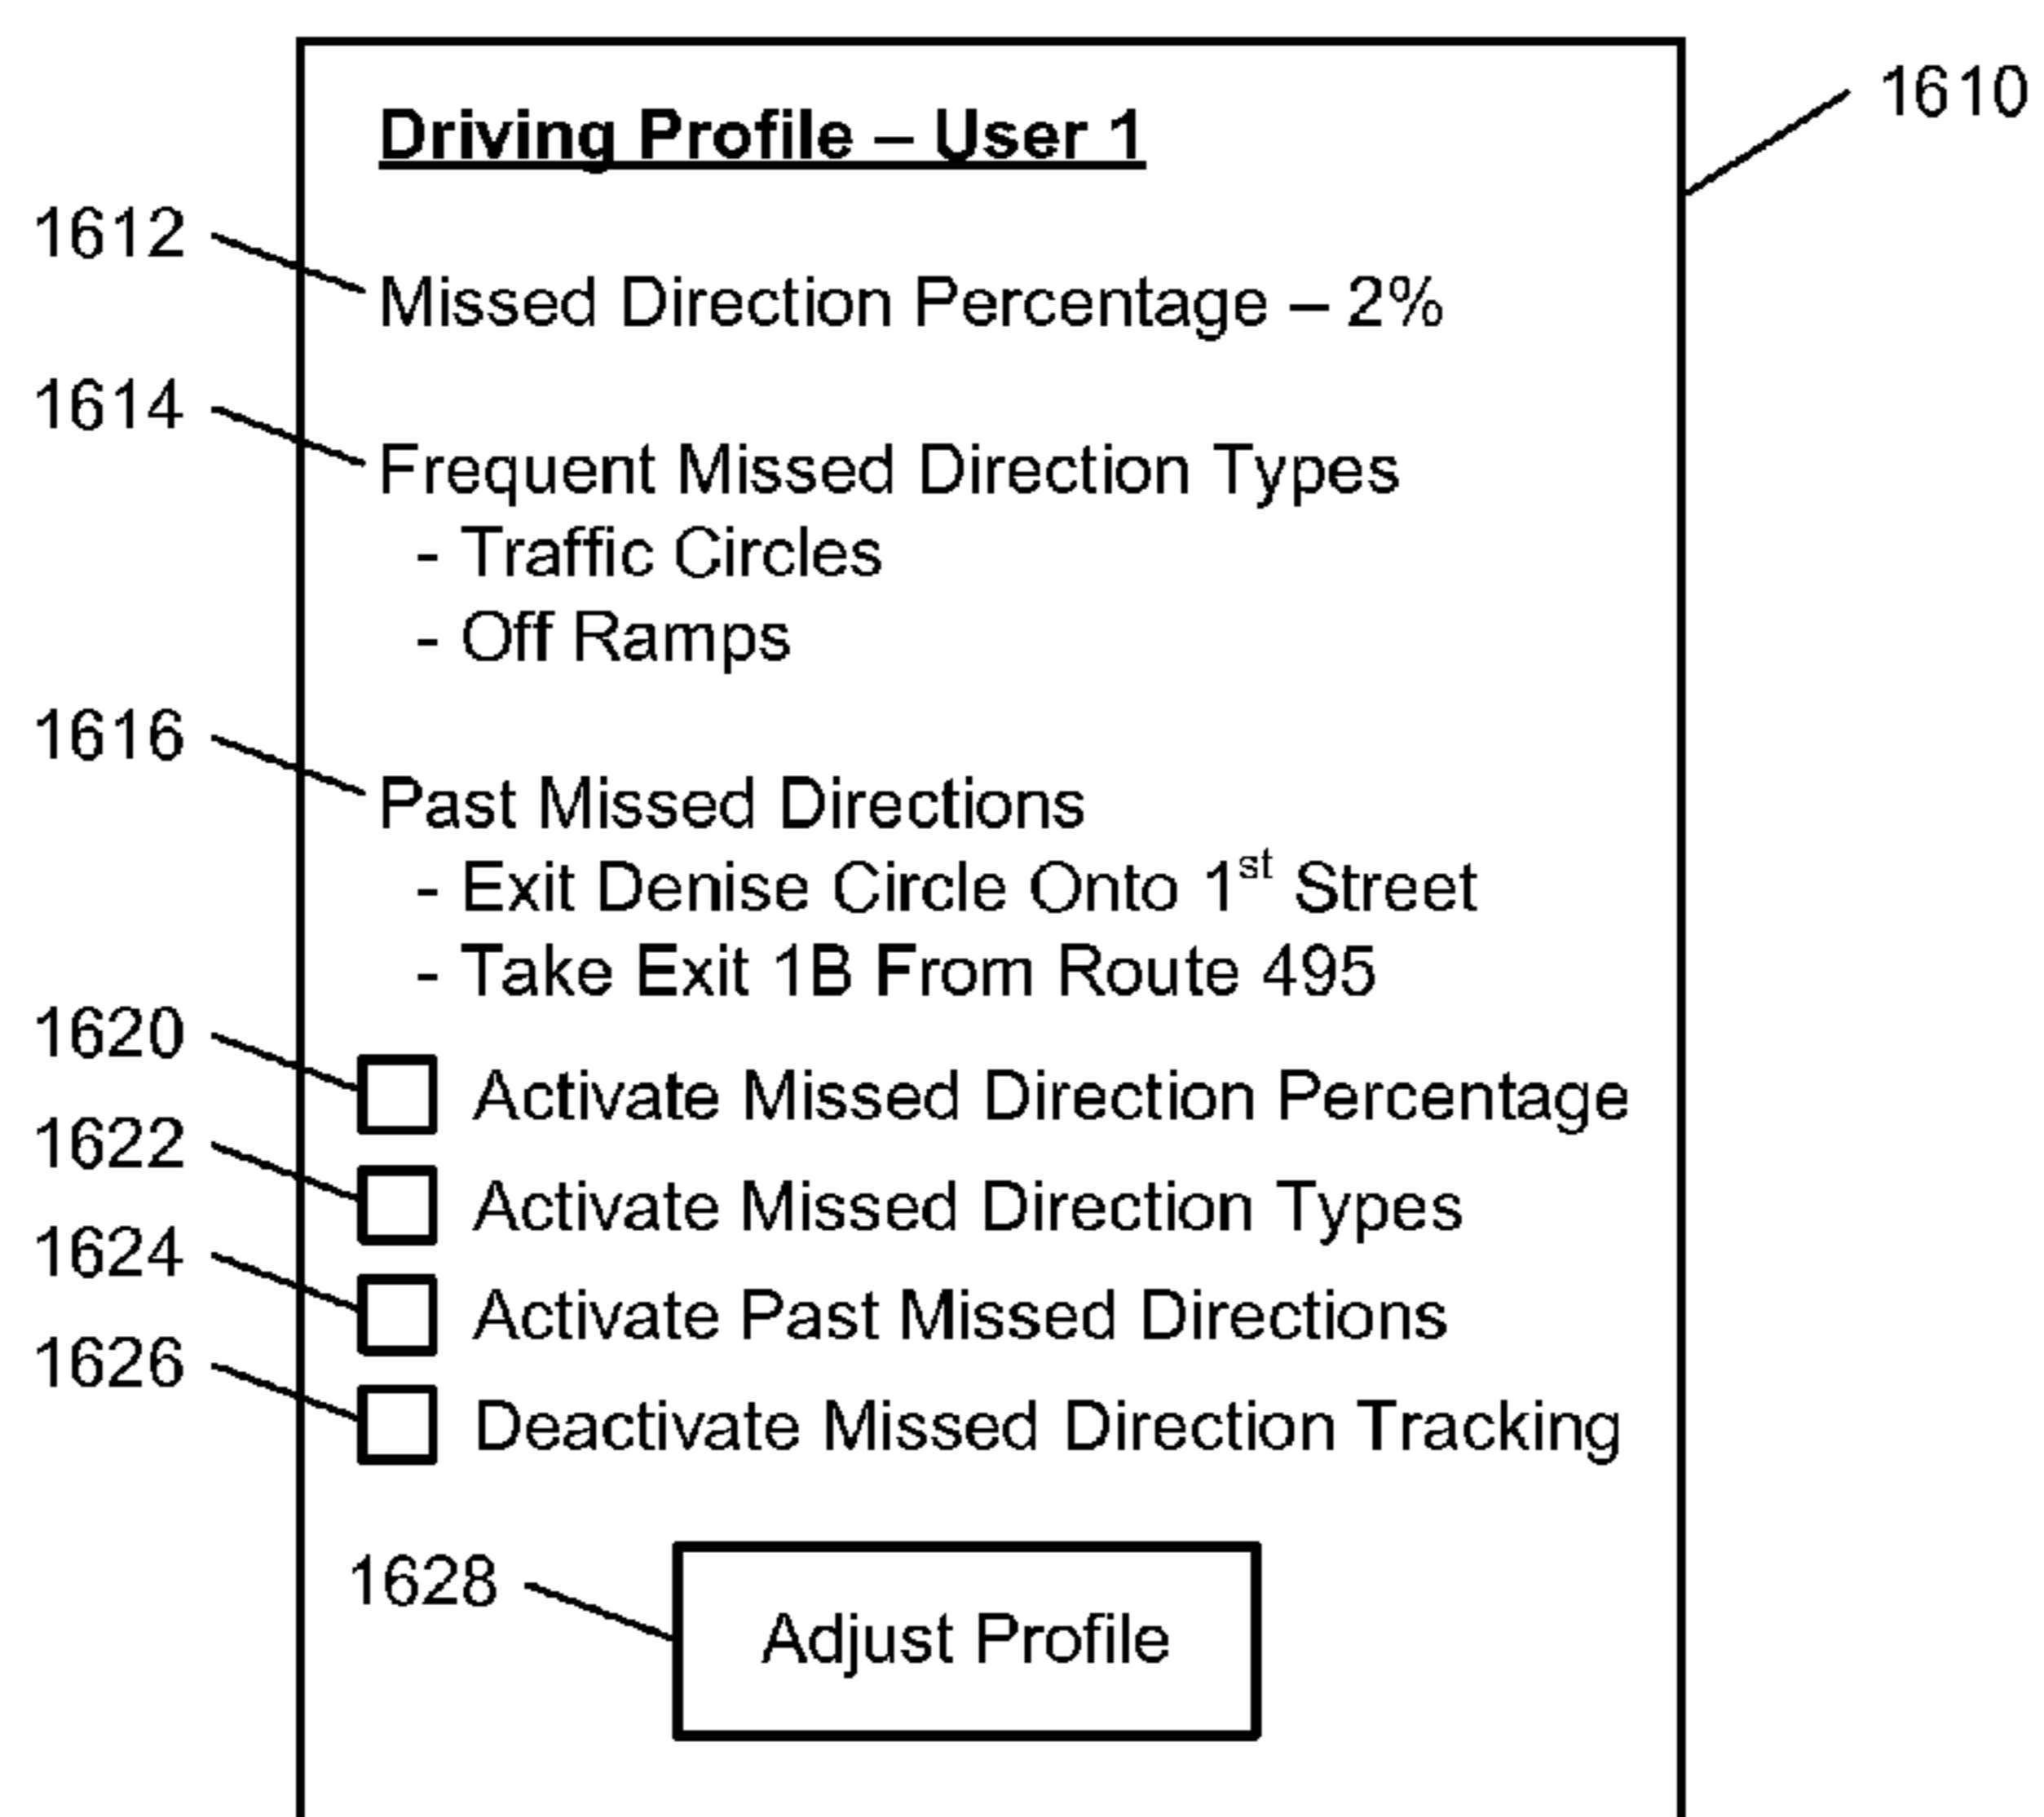 Driving Profile – User 1
1610
1612
Missed Direction Percentage – 2%
1614
Frequent Missed Direction Types
- Traffic Circles
- Off Ramps
1616
Past Missed Directions
- Exit Denise Circle Onto 1st Street
- Take Exit 1B From Route 495
1620
Activate Missed Direction Percentage
1622
Activate Missed Direction Types
1624
Activate Past Missed Directions
1626
Deactivate Missed Direction Tracking
1628
Adjust Profile